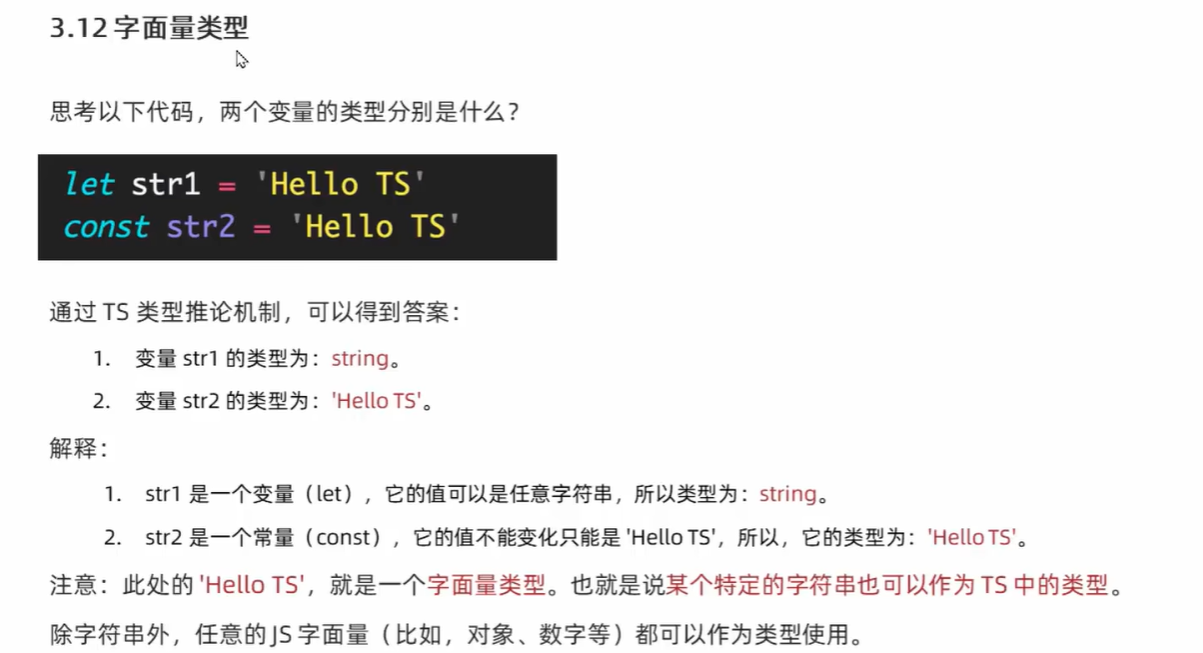 3.12 字面量类型
思考以下代码，两个变量的类型分别是什么？
let str1 = 'Hello TS'
const str2 = 'Hello TS'
通过 TS 类型推论机制，可以得到答案：
1. 变量 str1 的类型为：string。
2. 变量 str2 的类型为：'Hello TS'。
解释：
1. str1 是一个变量（let），它的值可以是任意字符串，所以类型为：string。
2. str2 是一个常量（const），它的值不能变化只能是 'Hello TS'，所以，它的类型为：'Hello TS'。
注意：此处的 'Hello TS'，就是一个字面量类型。也就是说某个特定的字符串也可以作为 TS 中的类型。
除字符串外，任意的 JS 字面量（比如，对象、数字等）都可以作为类型使用。